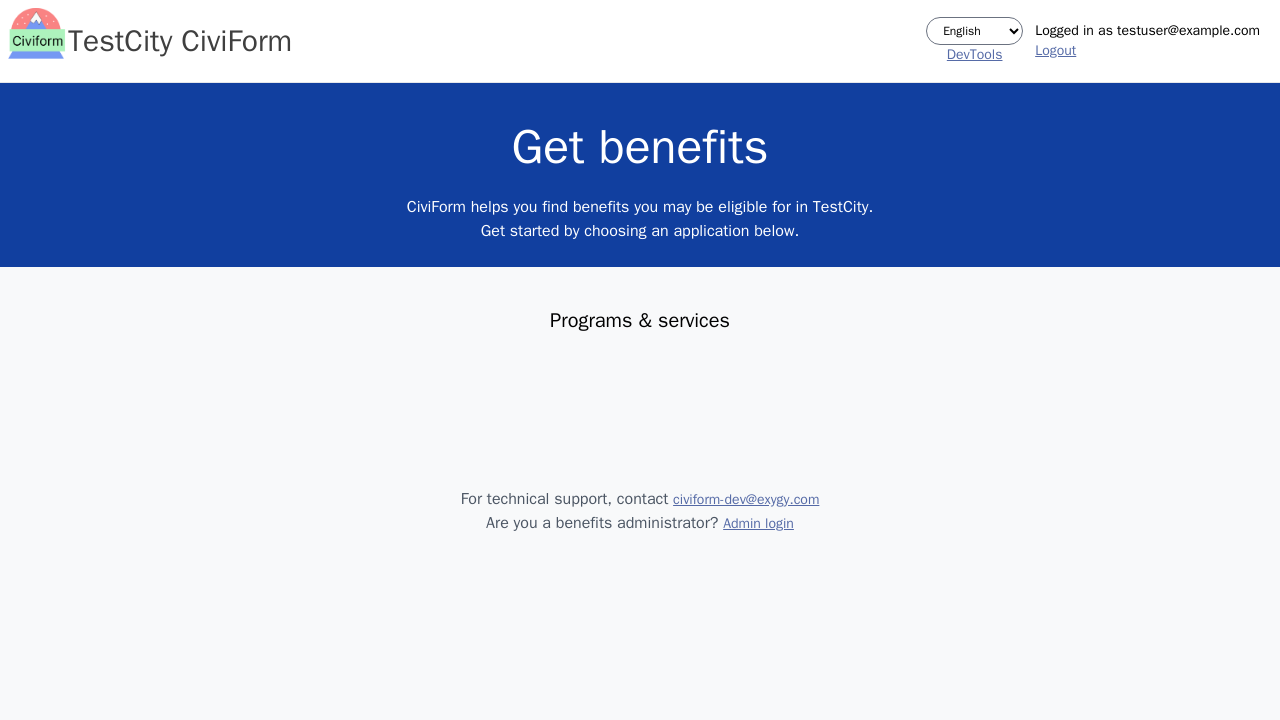 Civiform
TestCity CiviForm
English
DevTools
Logged in as testuser@example.com
Logout
Get benefits
CiviForm helps you find benefits you may be eligible for in TestCity.
Get started by choosing an application below.
Programs & services
For technical support, contact civiform-dev@exygy.com
Are you a benefits administrator? Admin login